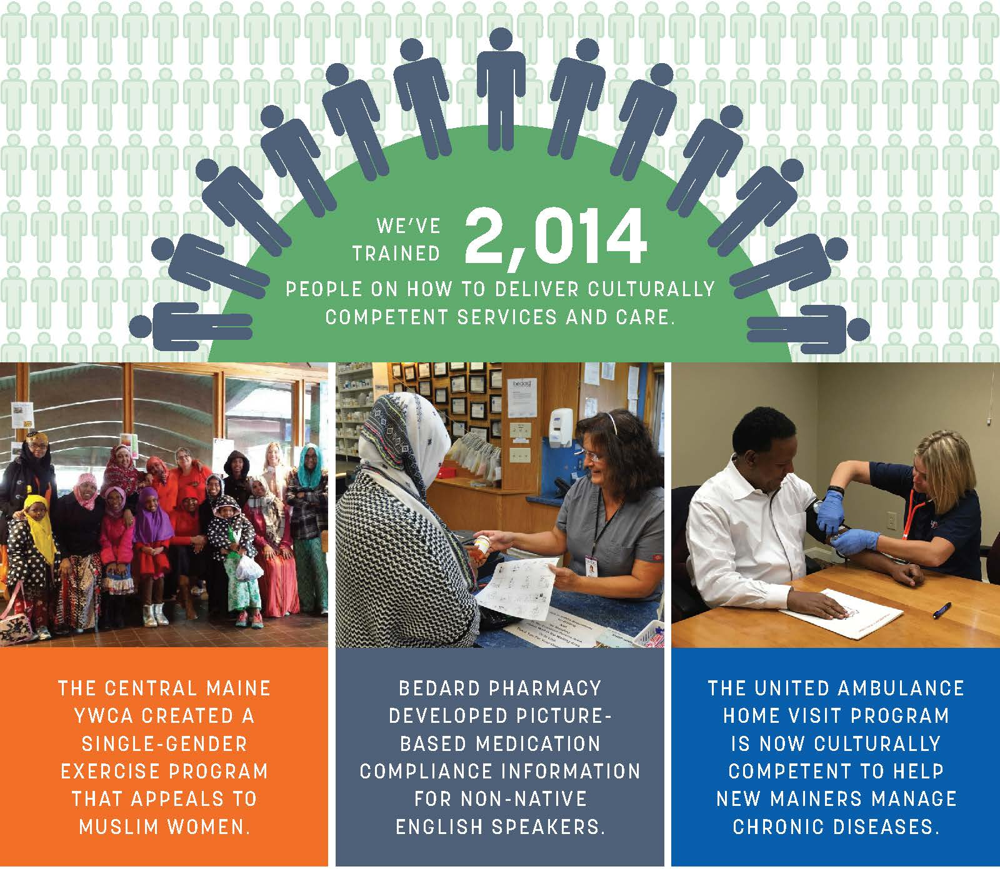 WE'VE
TRAINED
2,014
PEOPLE ON HOW TO DELIVER CULTURALLY
COMPETENT SERVICES AND CARE.
bedard
THE CENTRAL MAINE
YWCA CREATED A
SINGLE-GENDER
EXERCISE PROGRAM
THAT APPEALS TO
MUSLIM WOMEN.
BEDARD PHARMACY
DEVELOPED PICTURE-
BASED MEDICATION
COMPLIANCE INFORMATION
FOR NON-NATIVE
ENGLISH SPEAKERS.
THE UNITED AMBULANCE
HOME VISIT PROGRAM
IS NOW CULTURALLY
COMPETENT TO HELP
NEW MAINERS MANAGE
CHRONIC DISEASES.